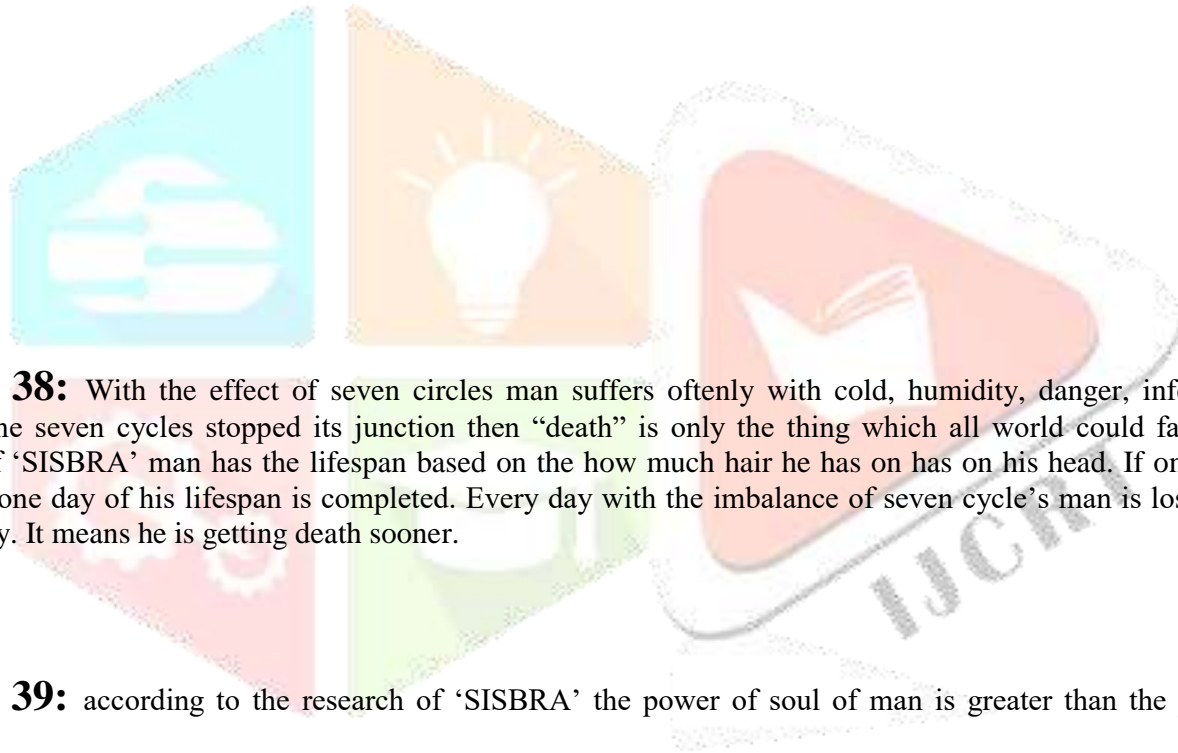 38: With the effect of seven circles man suffers oftenly with cold, humidity, danger,
seven cycles stopped its junction then “death” is only the thing which all world could
‘SISBRA’ man has the lifespan based on the how much hair he has on has on his head. If
one day of his lifespan is completed. Every day with the imbalance of seven cycle’s man is
It means he is getting death sooner.
39: according to the research of ‘SISBRA’ the power of soul of man is greater than the
IJCRT